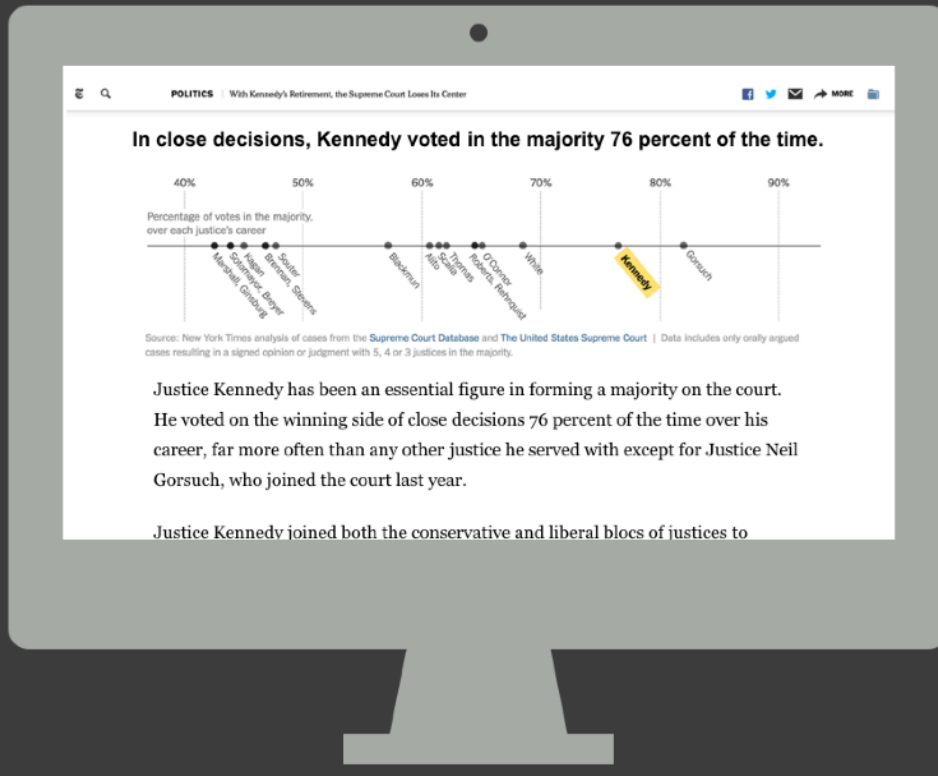 POLITICS With Kennedy's Retirement, the Supreme Court Loses Its Center MORE
In close decisions, Kennedy voted in the majority 76 percent of the time.
40% 50% 60% 70% 80% 90%
Percentage of votes in the majority,
over each justice's career
Marshall, Ginsburg
Sotomayor, Breyer
Kagan
Brennan, Stevens
Souter
Blackmun
Alito
Scalia
Thomas
Roberts, Rehnquist
O'Connor
White
Kennedy
Gorsuch
Source: New York Times analysis of cases from the Supreme Court Database and The United States Supreme Court | Data includes only orally argued
cases resulting in a signed opinion or judgment with 5, 4 or 3 justices in the majority.
Justice Kennedy has been an essential figure in forming a majority on the court.
He voted on the winning side of close decisions 76 percent of the time over his
career, far more often than any other justice he served with except for Justice Neil
Gorsuch, who joined the court last year.
Justice Kennedy joined both the conservative and liberal blocs of justices to